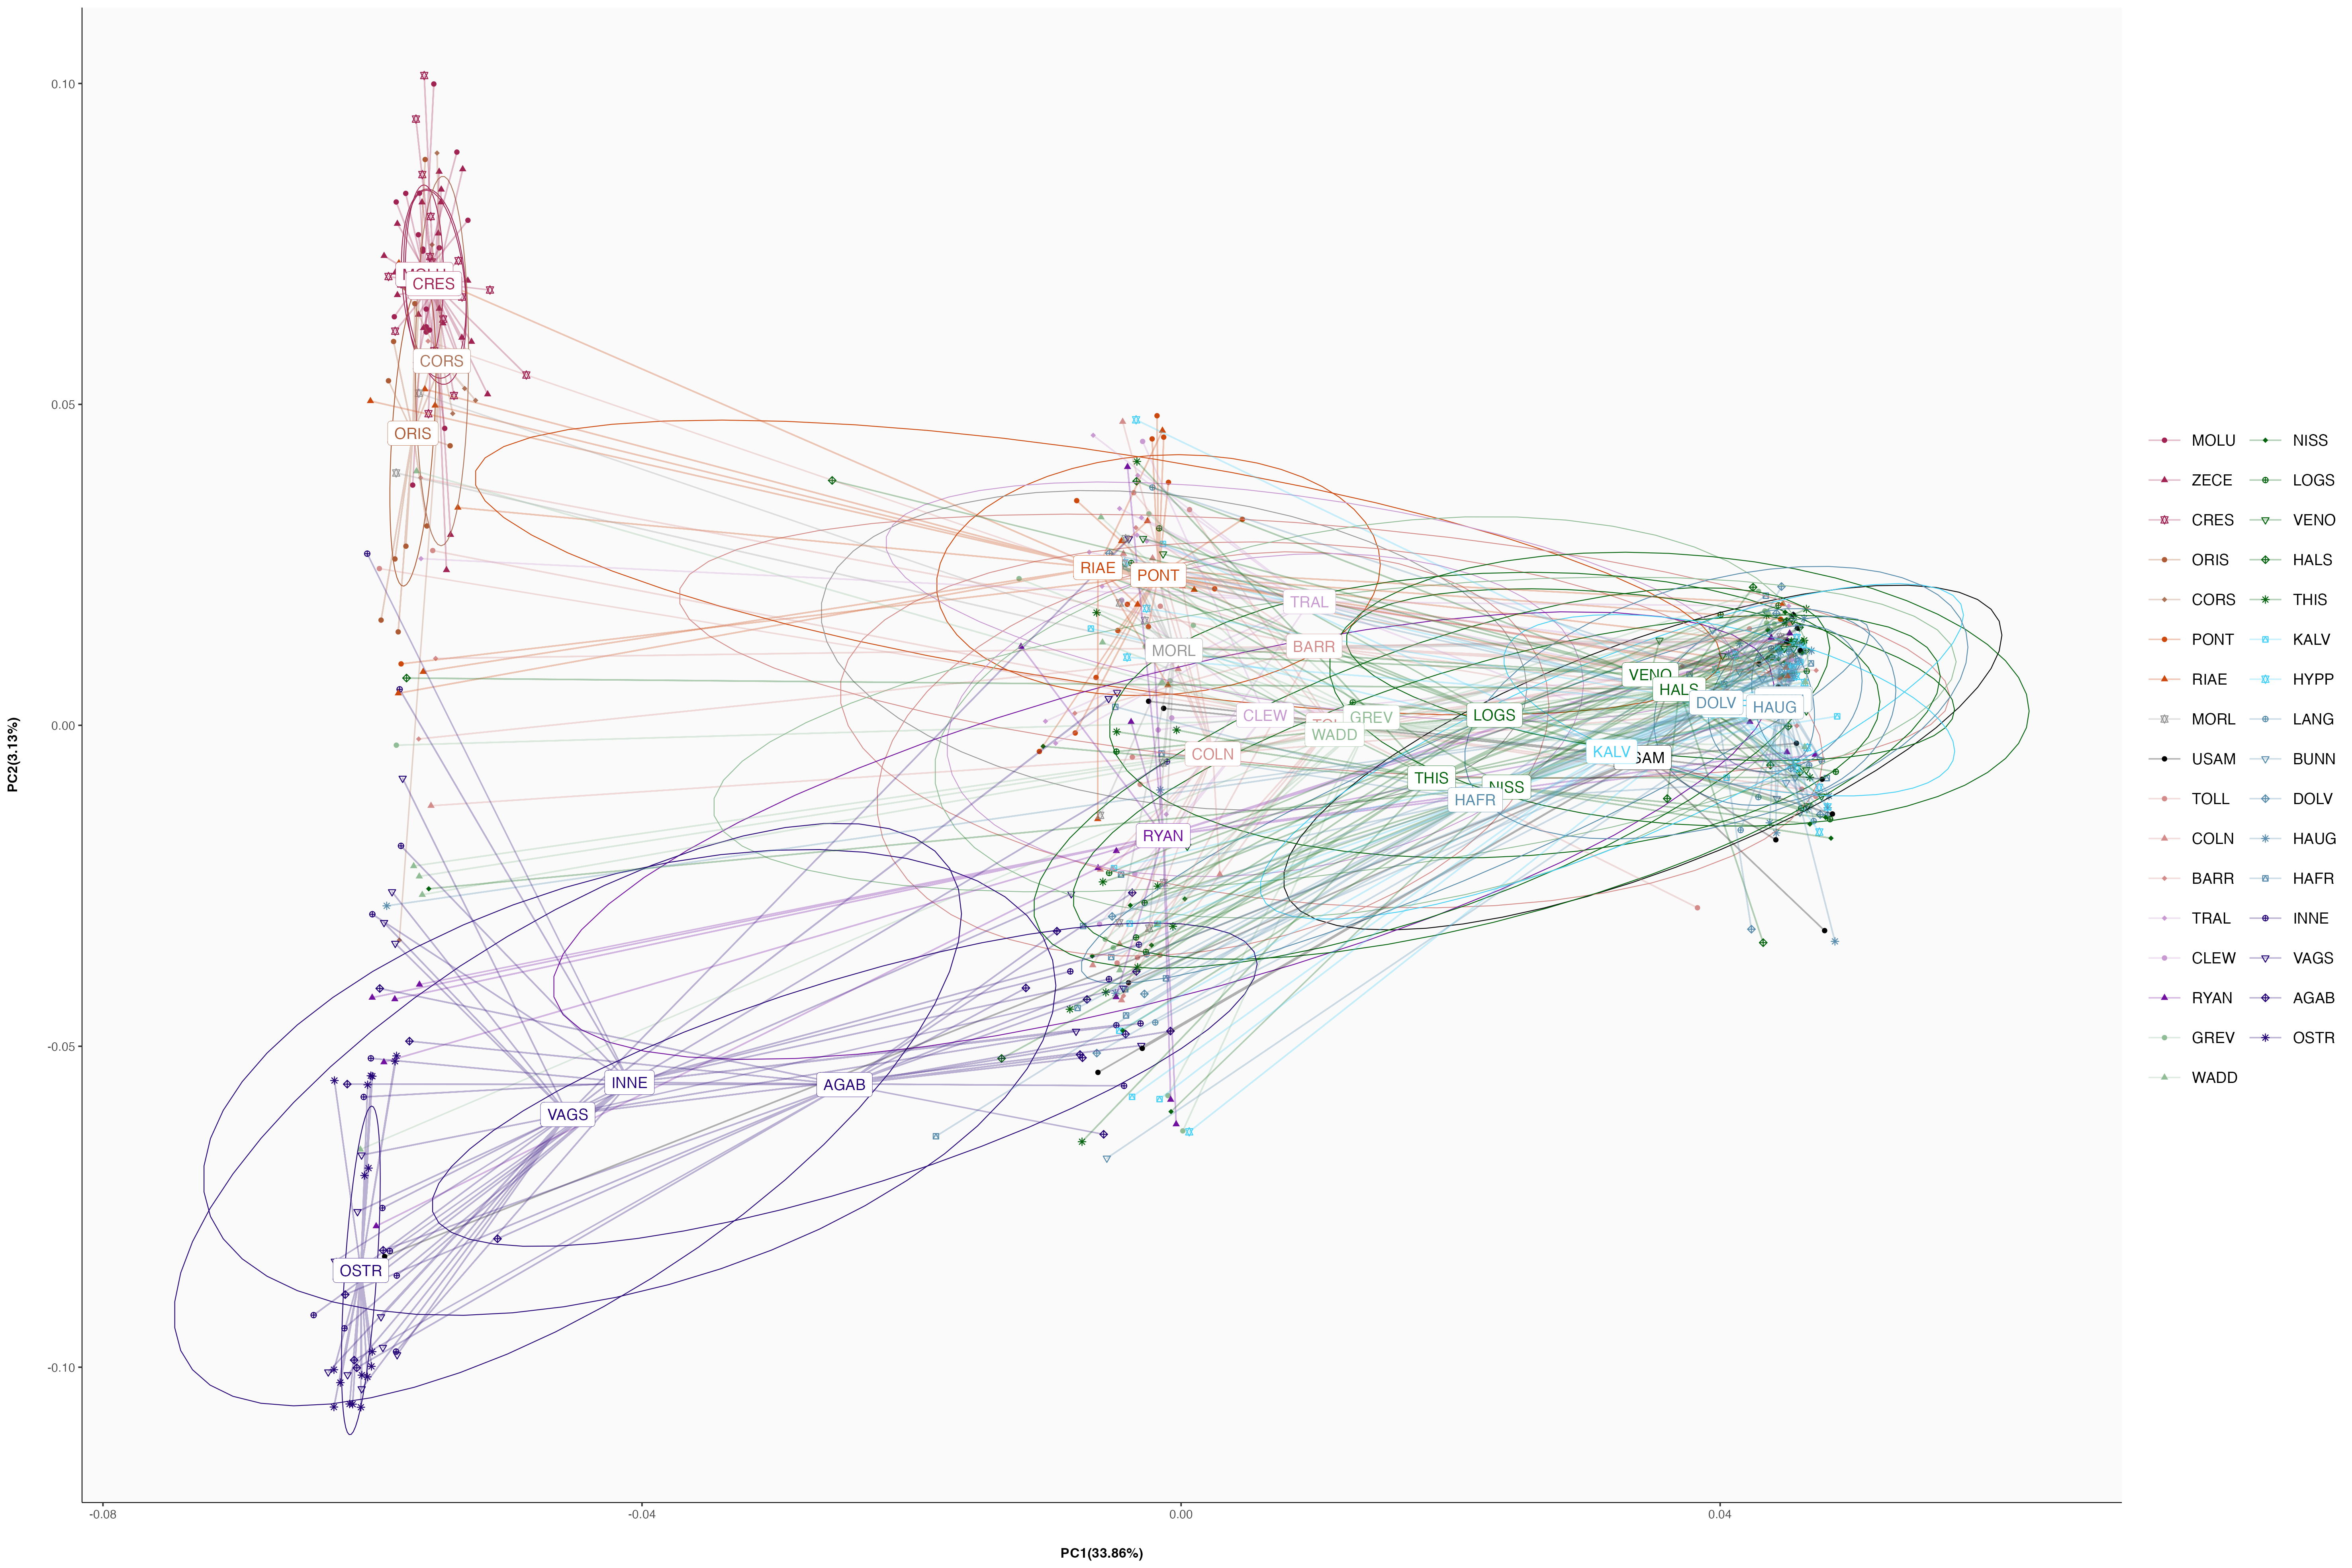 0.10
0.05
0.00
-0.05
-0.10
PC2(3.13%)
CRES
CORS
ORIS
RIAE
PONT
TRAL
BARR
MORL
VENO
HALS
DOLV
HAUG
CLEW
GREV
LOGS
WADD
COLN
KALV
THIS
NISS
HAFR
RYAN
INNE
AGAB
VAGS
OSTR
-0.08 -0.04 0.00 0.04
PC1(33.86%)
MOLU NISS
ZECE LOGS
CRES VENO
ORIS HALS
CORS THIS
PONT KALV
RIAE HYPP
MORL LANG
USAM BUNN
TOLL DOLV
COLN HAUG
BARR HAFR
TRAL INNE
CLEW VAGS
RYAN AGAB
GREV OSTR
WADD